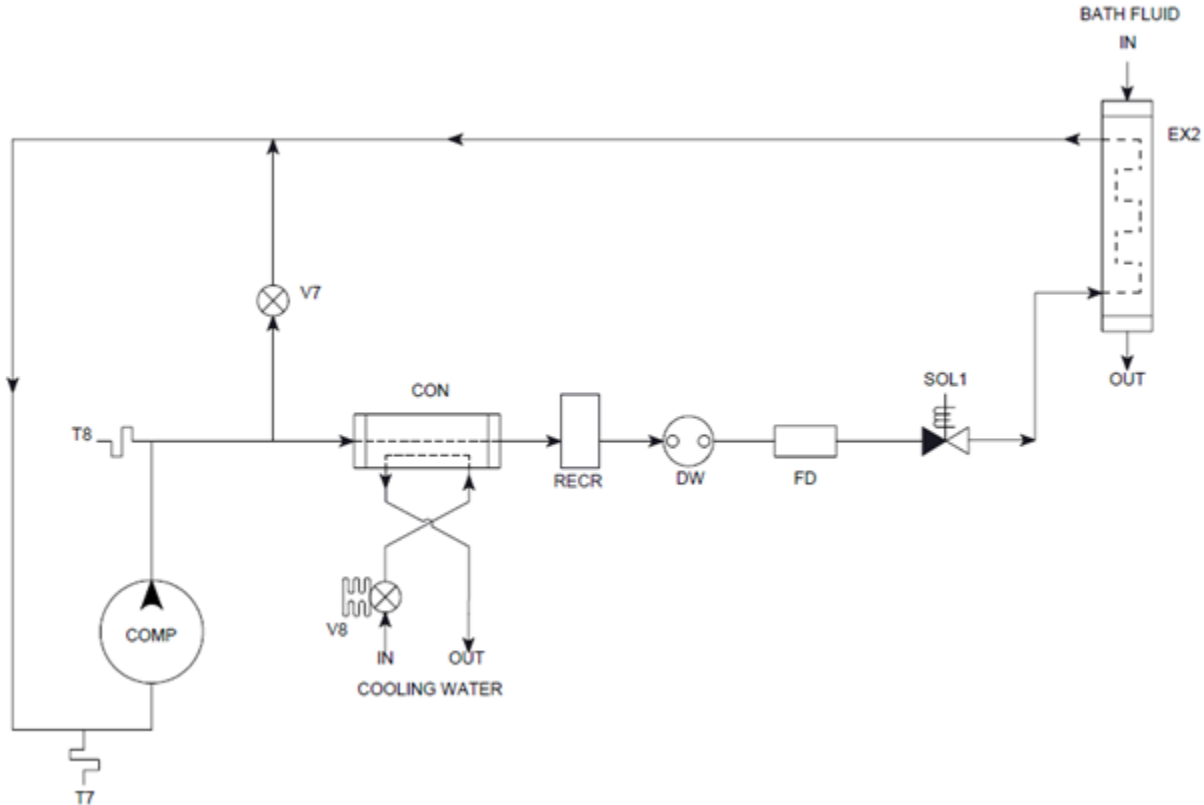 BATH FLUID
IN
EX2
V7
CON
SOL1
OUT
T8
RECR
DW
FD
COMP
V8
IN
OUT
COOLING WATER
T7